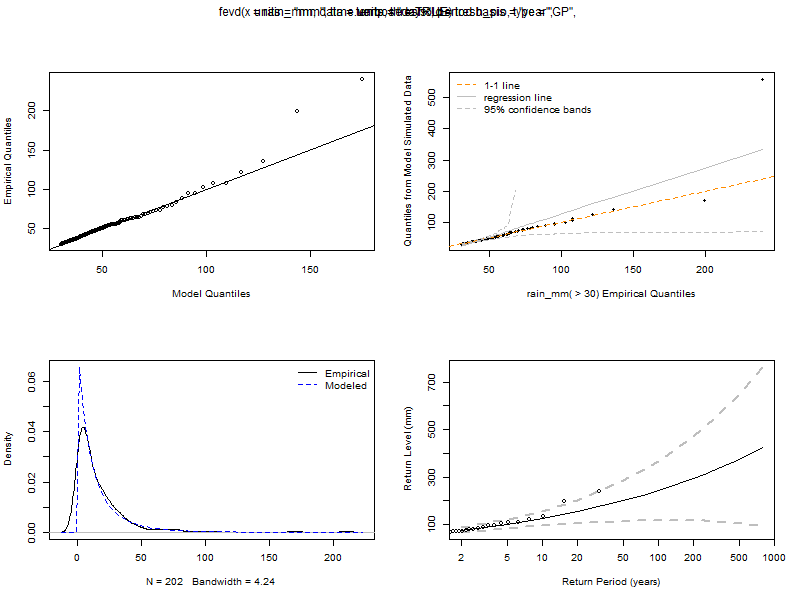 fevd(x
type = "GP",
50 100 150 200
Empirical Quantiles
50 100 150
Model Quantiles
1-1 line
regression line
95% confidence bands
100 200 300 400 500
Quantiles from Model Simulated Data
50 100 150 200
rain_mm( > 30) Empirical Quantiles
Empirical
Modeled
0.00 0.02 0.04 0.06
Density
0 50 100 150 200
N = 202 Bandwidth = 4.24
100 300 500 700
Return Level (mm)
2 5 10 20 50 100 200 500 1000
Return Period (years)